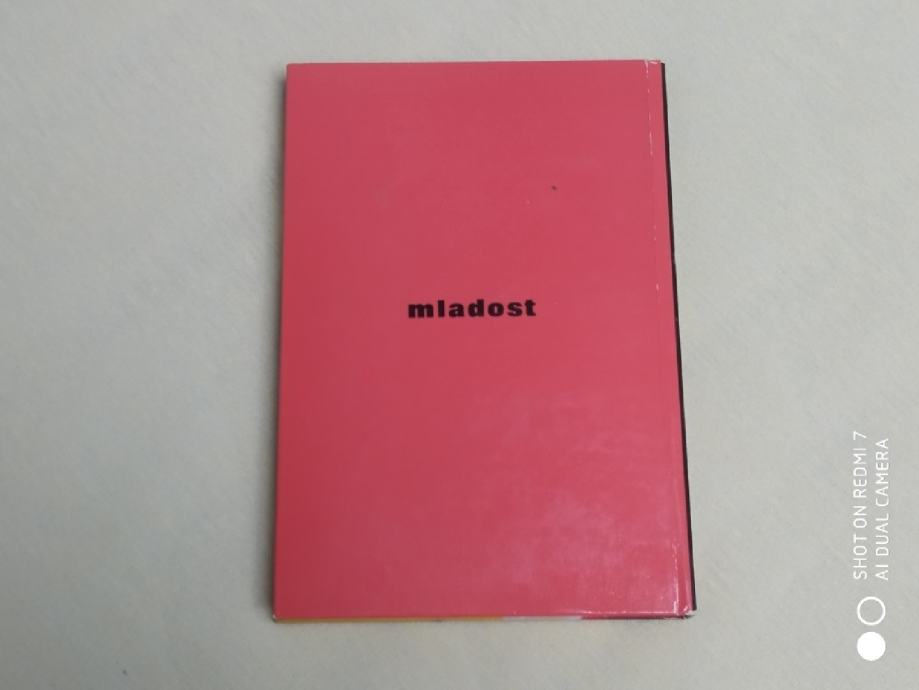 mladost
SHOT ON REDMI 7
AI DUAL CAMERA